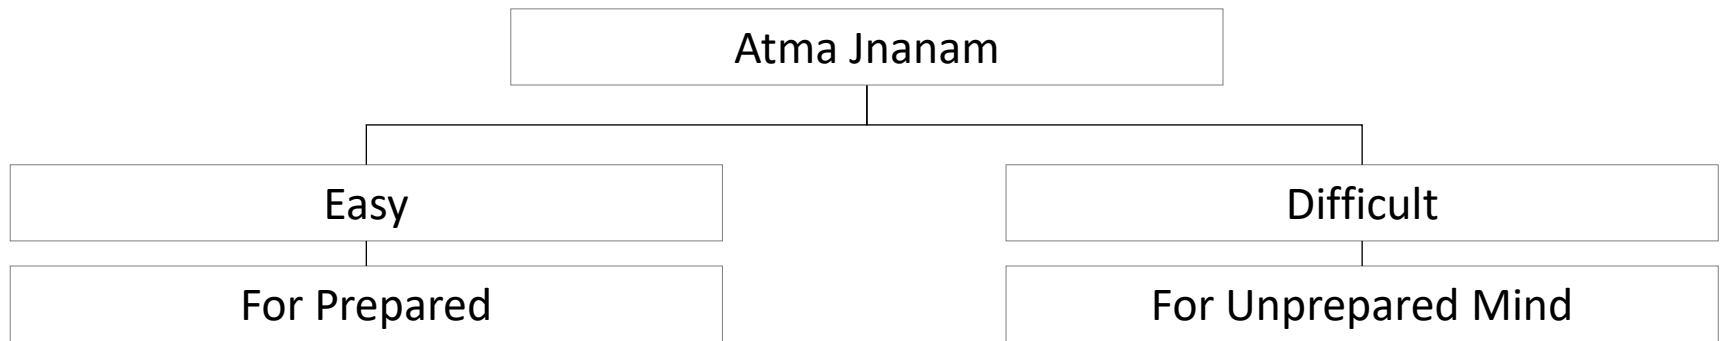 Atma Jnanam
Easy
Difficult
For Prepared
For Unprepared Mind